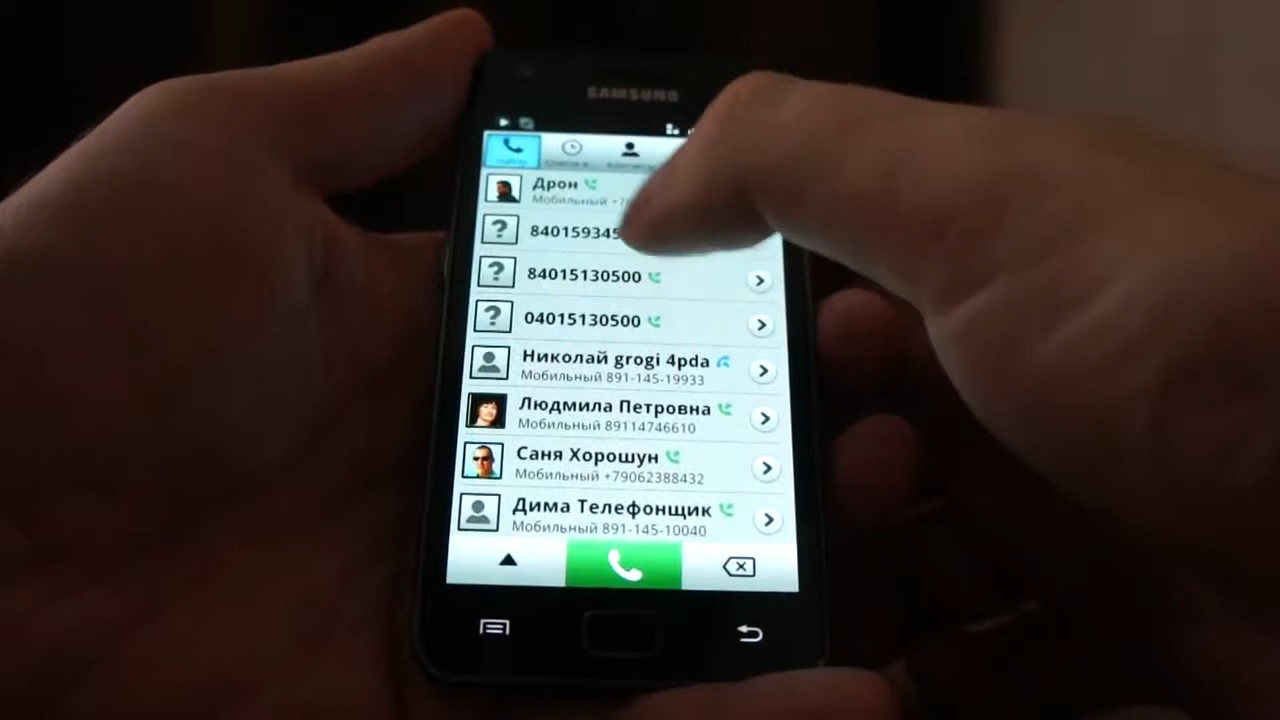 SAMSUNG
Дрон
Мобильный
84015934
84015130500
04015130500
Николай grogi 4pda
Мобильный 891-145-19933
Людмила Петровна
Мобильный 89114746610
Саня Хорошун
Мобильный +79062388432
Дима Телефонщик
Мобильный 891-145-10040